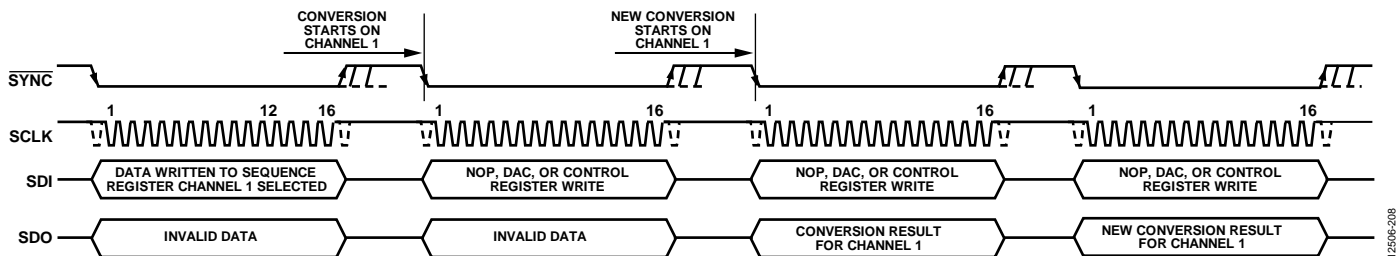 CONVERSION
STARTS ON
CHANNEL 1
NEW CONVERSION
STARTS ON
CHANNEL 1
SYNC
1 12 16 1 16 1 16 1 16
SCLK
SDI
DATA WRITTEN TO SEQUENCE
REGISTER CHANNEL 1 SELECTED
NOP, DAC, OR CONTROL
REGISTER WRITE
NOP, DAC, OR CONTROL
REGISTER WRITE
NOP, DAC, OR CONTROL
REGISTER WRITE
SDO
INVALID DATA
INVALID DATA
CONVERSION RESULT
FOR CHANNEL 1
NEW CONVERSION RESULT
FOR CHANNEL 1
12506-208